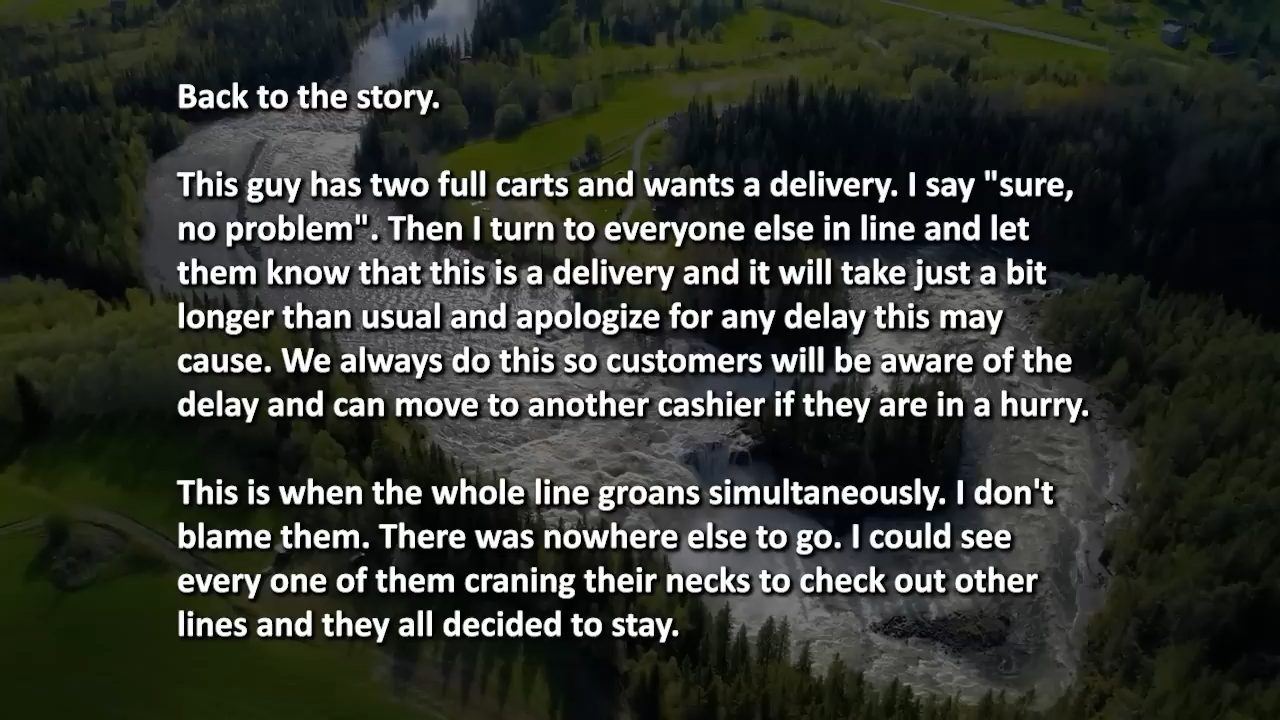 Back to the story.
This guy has two full carts and wants a delivery. I say "sure,
no problem". Then I turn to everyone else in line and let
them know that this is a delivery and it will take just a bit
longer than usual and apologize for any delay this may
cause. We always do this so customers will be aware of the
delay and can move to another cashier if they are in a hurry.
This is when the whole line groans simultaneously. I don't
blame them. There was nowhere else to go. I could see
every one of them craning their necks to check out other
lines and they all decided to stay.